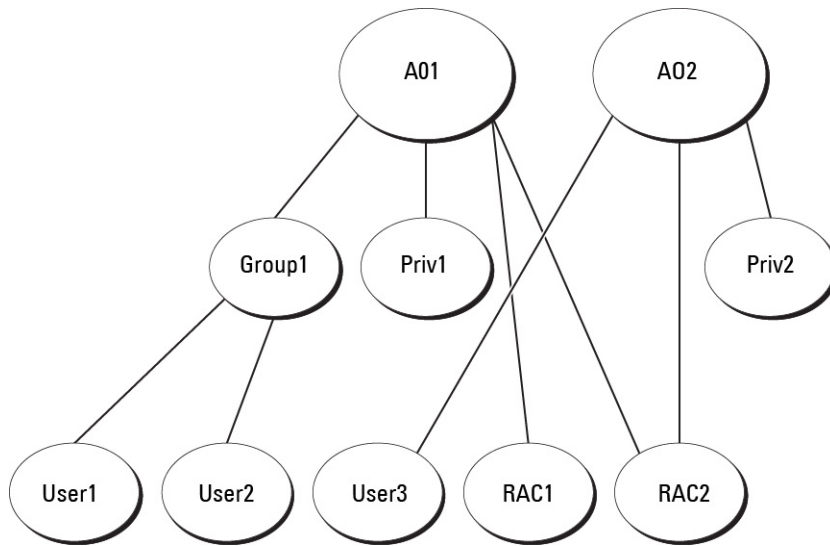 A01
AO2
Group1
Priv1
Priv2
User1
User2
User3
RAC1
RAC2